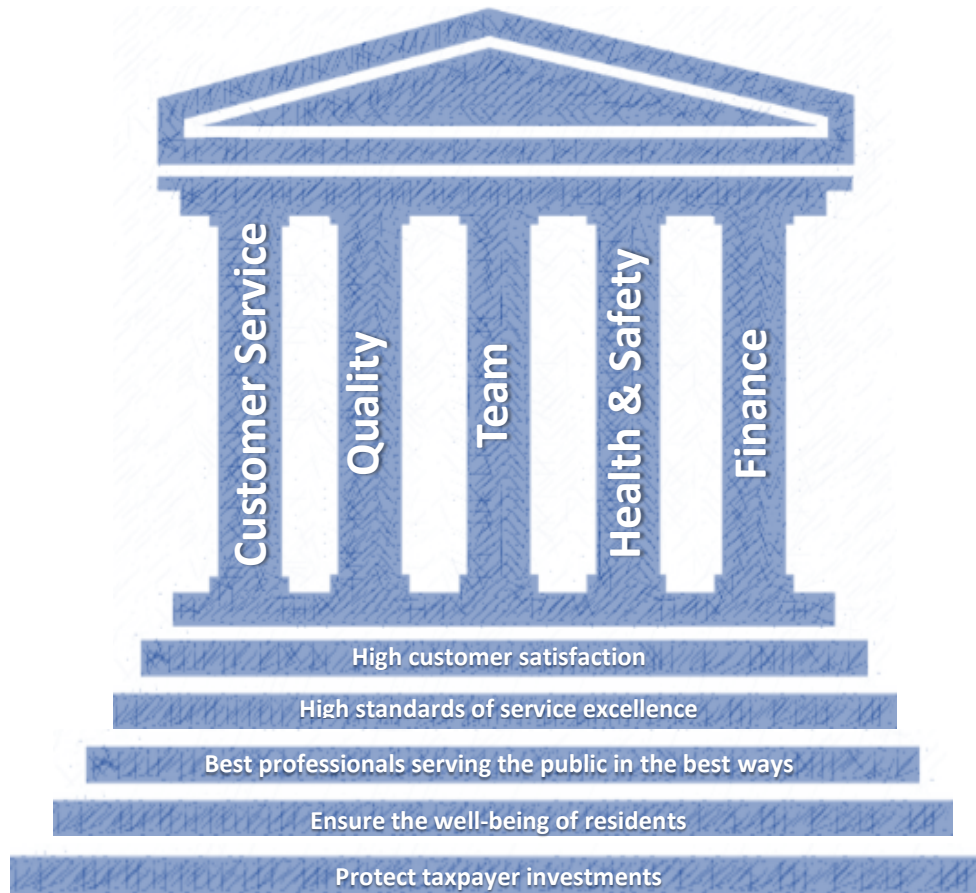 Customer Service
Quality
Team
Health & Safety
Finance
High customer satisfaction
High standards of service excellence
Best professionals serving the public in the best ways
Ensure the well-being of residents
Protect taxpayer investments